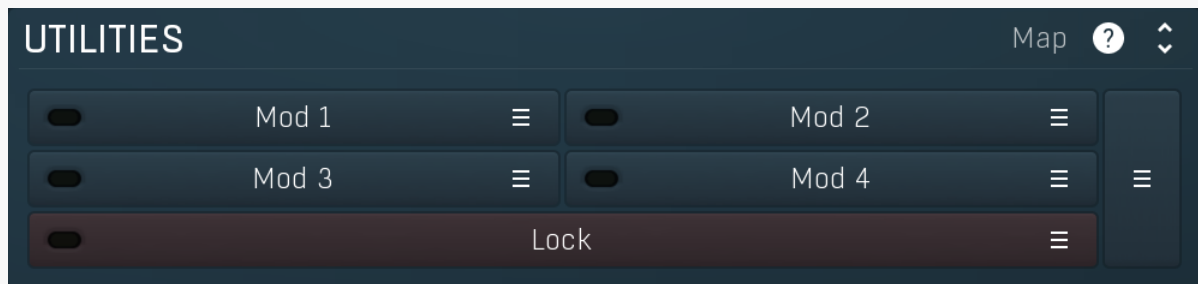 UTILITIES Map ?
Mod 1 Mod 2
Mod 3 Mod 4
Lock